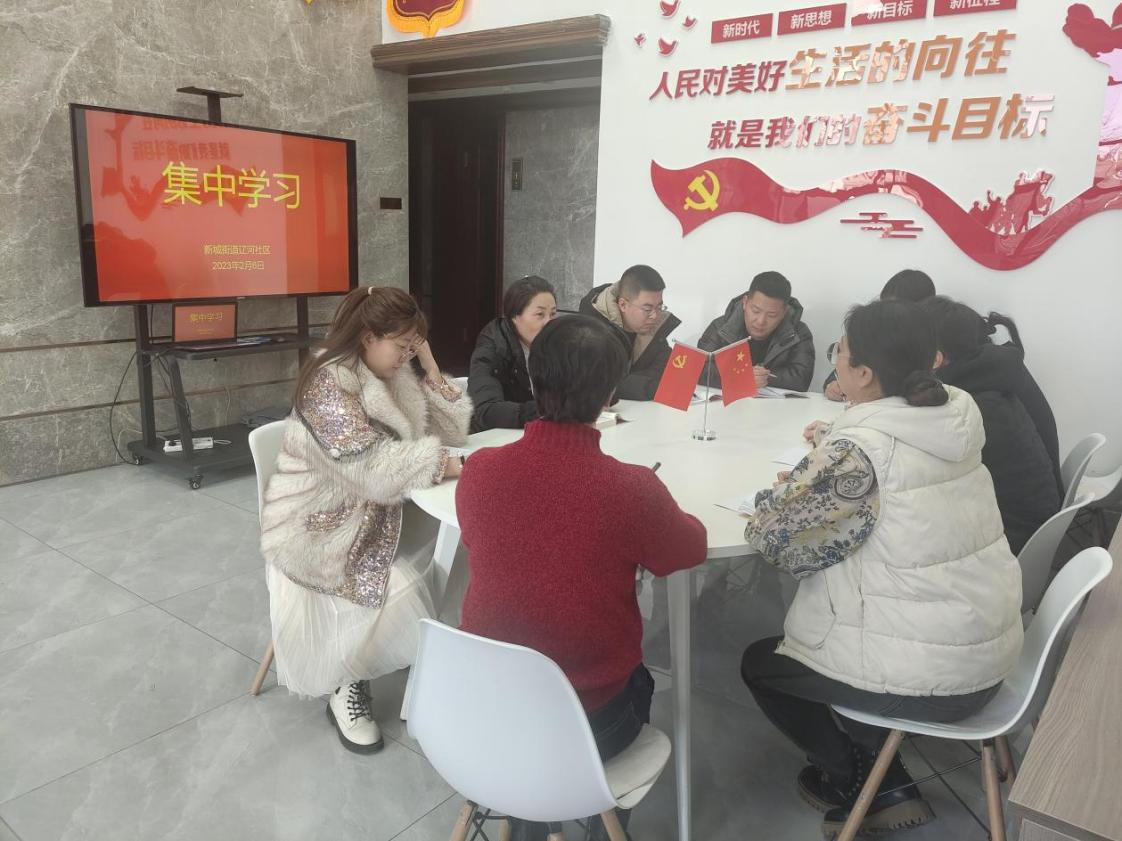 新时代 新思想 新目标 新征程
人民对美好生活的向往
就是我们的奋斗目标
集中学习
新城街道辽河社区
2023年2月6日
集中学习